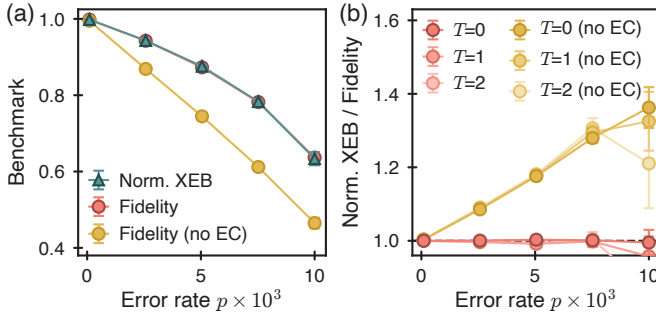 (a)
Benchmark
1.0
0.8
0.6
0.4
Norm. XEB
Fidelity
Fidelity (no EC)
0
5
10
Error rate p × 10³
(b)
Norm. XEB / Fidelity
1.6
1.4
1.2
1.0
T=0
T=1
T=2
T=0 (no EC)
T=1 (no EC)
T=2 (no EC)
0
5
10
Error rate p × 10³